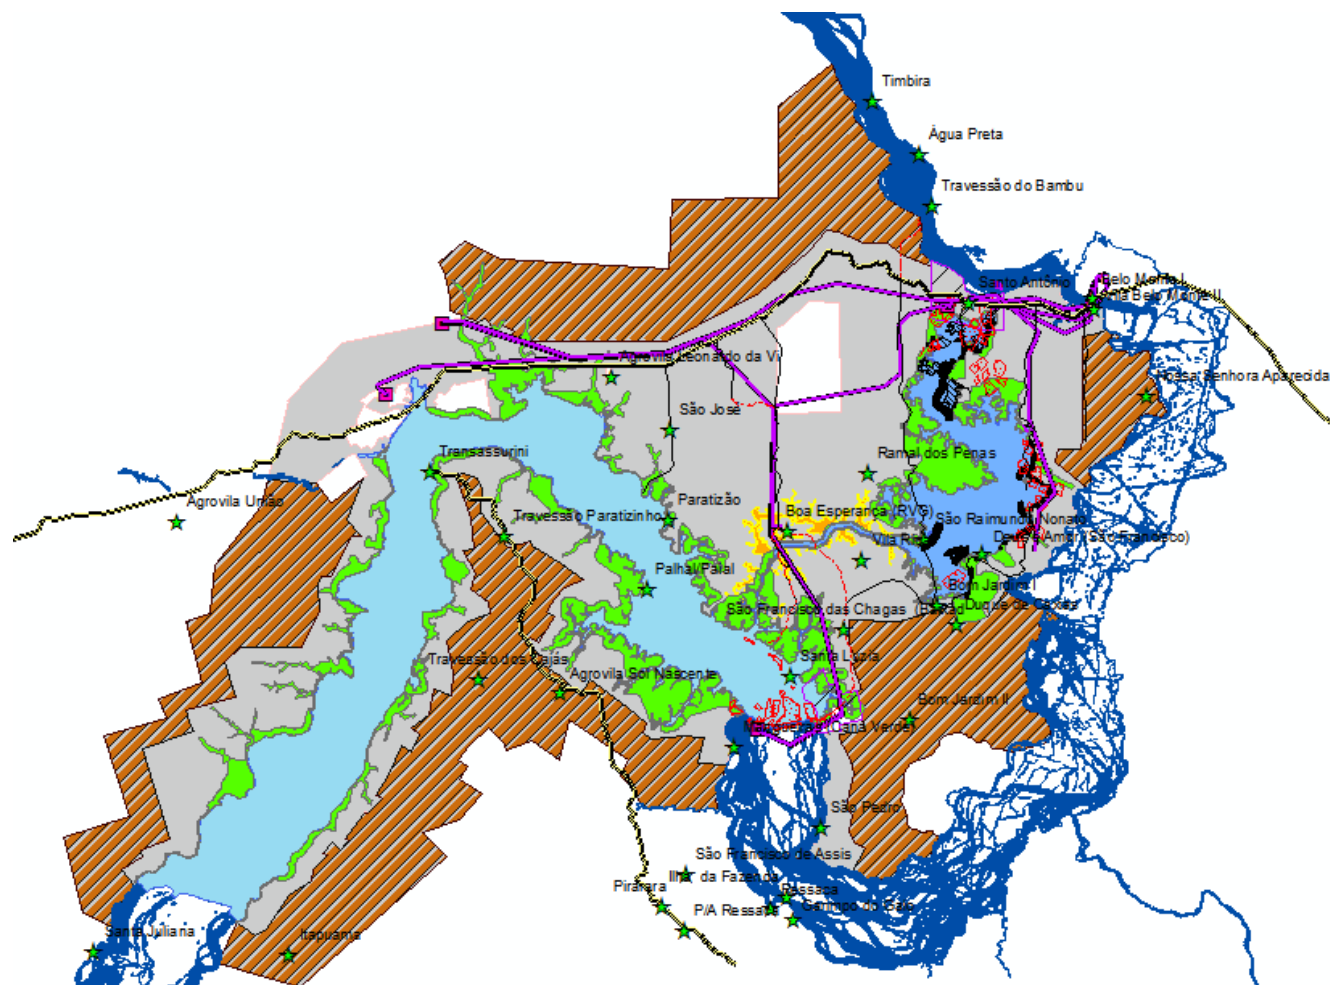 Timbira
Água Preta
Travessão do Bambu
Santo Antônio
Belo Monte I
Vila Belo Monte II
Agrovila Leonardo da Vi
Nossa Senhora Aparecida
São José
Transassurini
Ramal dos Penas
Agrovila União
Paratizão
Travessão Paratizinho
Boa Esperança (RVG)
São Raimundo Nonato
Deus é Amor (São Francisco)
Vila Ri
Palhal/Palal
Bom Jardim
São Francisco das Chagas
Duque de Caxias
Santa Luzia
Travessão dos Cajás
Agrovila Sol Nascente
Bom Jardim II
(Cana Verde)
São Pedro
São Francisco de Assis
Ilha da Fazenda
Pirarara
Ressaca
P/A Ressaca
Garimpo do Galo
Santa Juliana
Itapuama